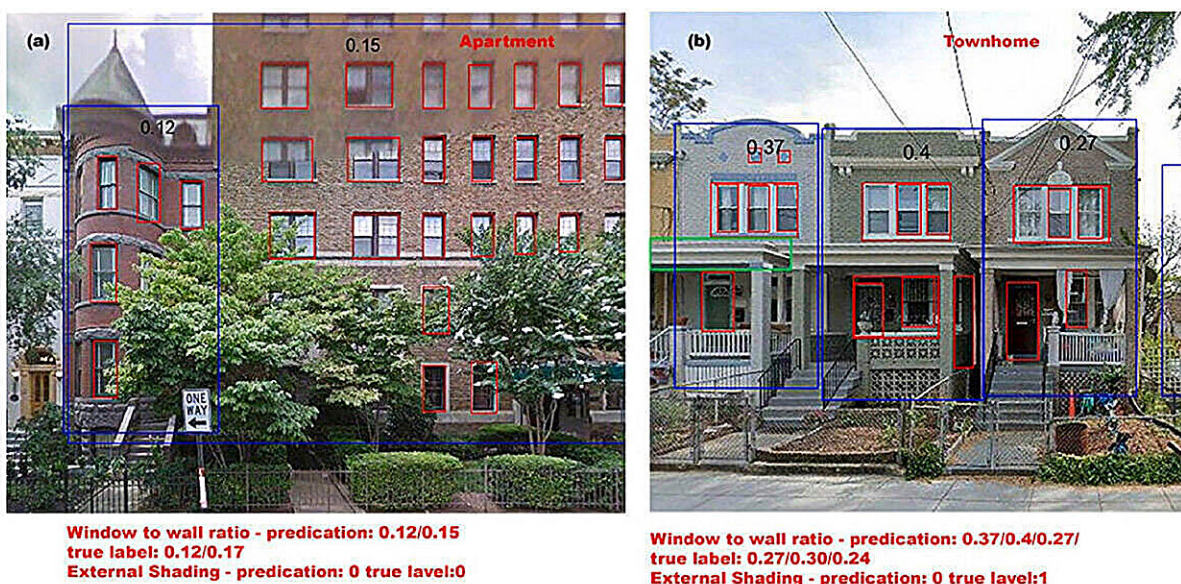 (a)
0.15
Apartment
0.12
ONE
WAY
Window to wall ratio - predication: 0.12/0.15
true label: 0.12/0.17
External Shading - predication: 0 true lavel:0
(b)
Townhome
0.37
0.4
0.27
Window to wall ratio - predication: 0.37/0.4/0.27/
true label: 0.27/0.30/0.24
External Shading - predication: 0 true lavel:1